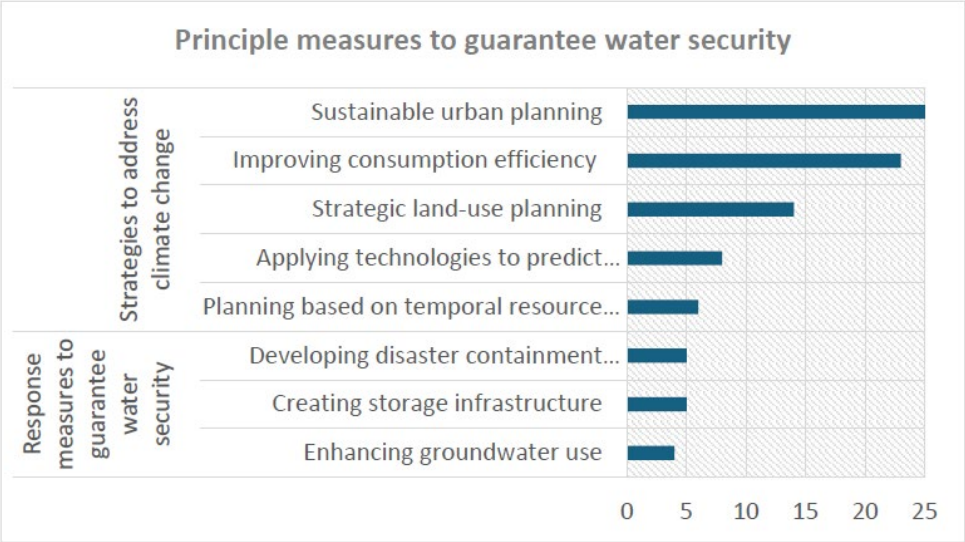 Principle measures to guarantee water security
Strategies to address
climate change
Sustainable urban planning
Improving consumption efficiency
Strategic land-use planning
Applying technologies to predict...
Planning based on temporal resource...
Response
measures to
guarantee
water
security
Developing disaster containment...
Creating storage infrastructure
Enhancing groundwater use
0 5 10 15 20 25